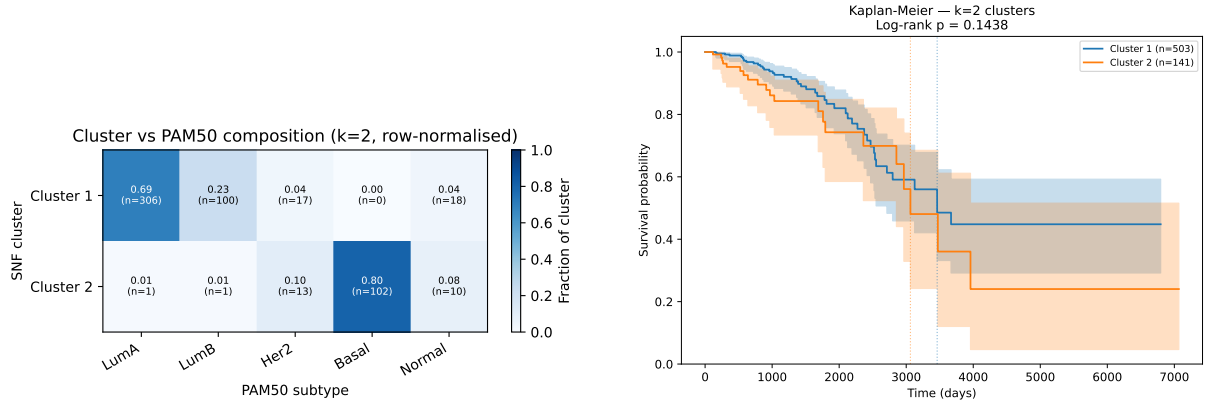 Cluster vs PAM50 composition (k=2, row-normalised)
SNF cluster
Cluster 1
0.69
(n=306)
0.23
(n=100)
0.04
(n=17)
0.00
(n=0)
0.04
(n=18)
Cluster 2
0.01
(n=1)
0.01
(n=1)
0.10
(n=13)
0.80
(n=102)
0.08
(n=10)
LumA
LumB
Her2
Basal
Normal
PAM50 subtype
1.0
0.8
0.6
0.4
0.2
0.0
Fraction of cluster
Kaplan-Meier — k=2 clusters
Log-rank p = 0.1438
Cluster 1 (n=503)
Cluster 2 (n=141)
Survival probability
1.0
0.8
0.6
0.4
0.2
0.0
0
1000
2000
3000
4000
5000
6000
7000
Time (days)